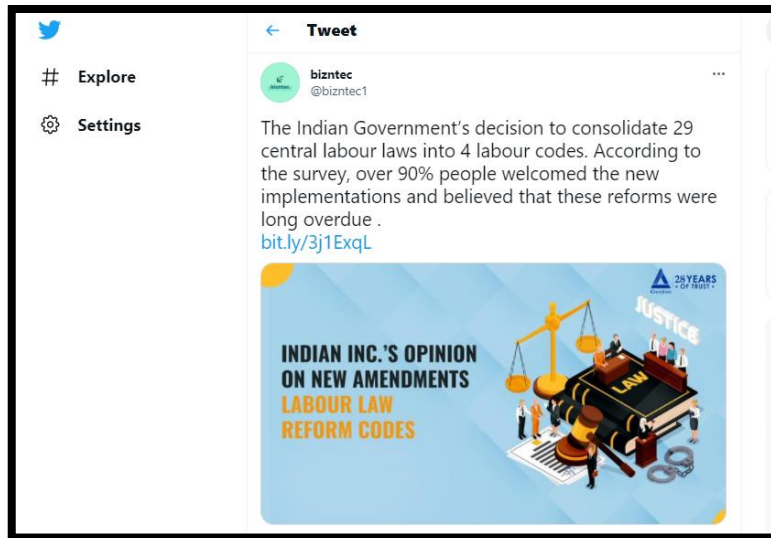 Tweet
Explore
Settings
bizntec
@bizntec1
The Indian Government's decision to consolidate 29
central labour laws into 4 labour codes. According to
the survey, over 90% people welcomed the new
implementations and believed that these reforms were
long overdue .
bit.ly/3j1ExqL
28 YEARS
• OF TRUST •
JUSTICE
INDIAN INC.'S OPINION
ON NEW AMENDMENTS
LABOUR LAW
REFORM CODES
LAW